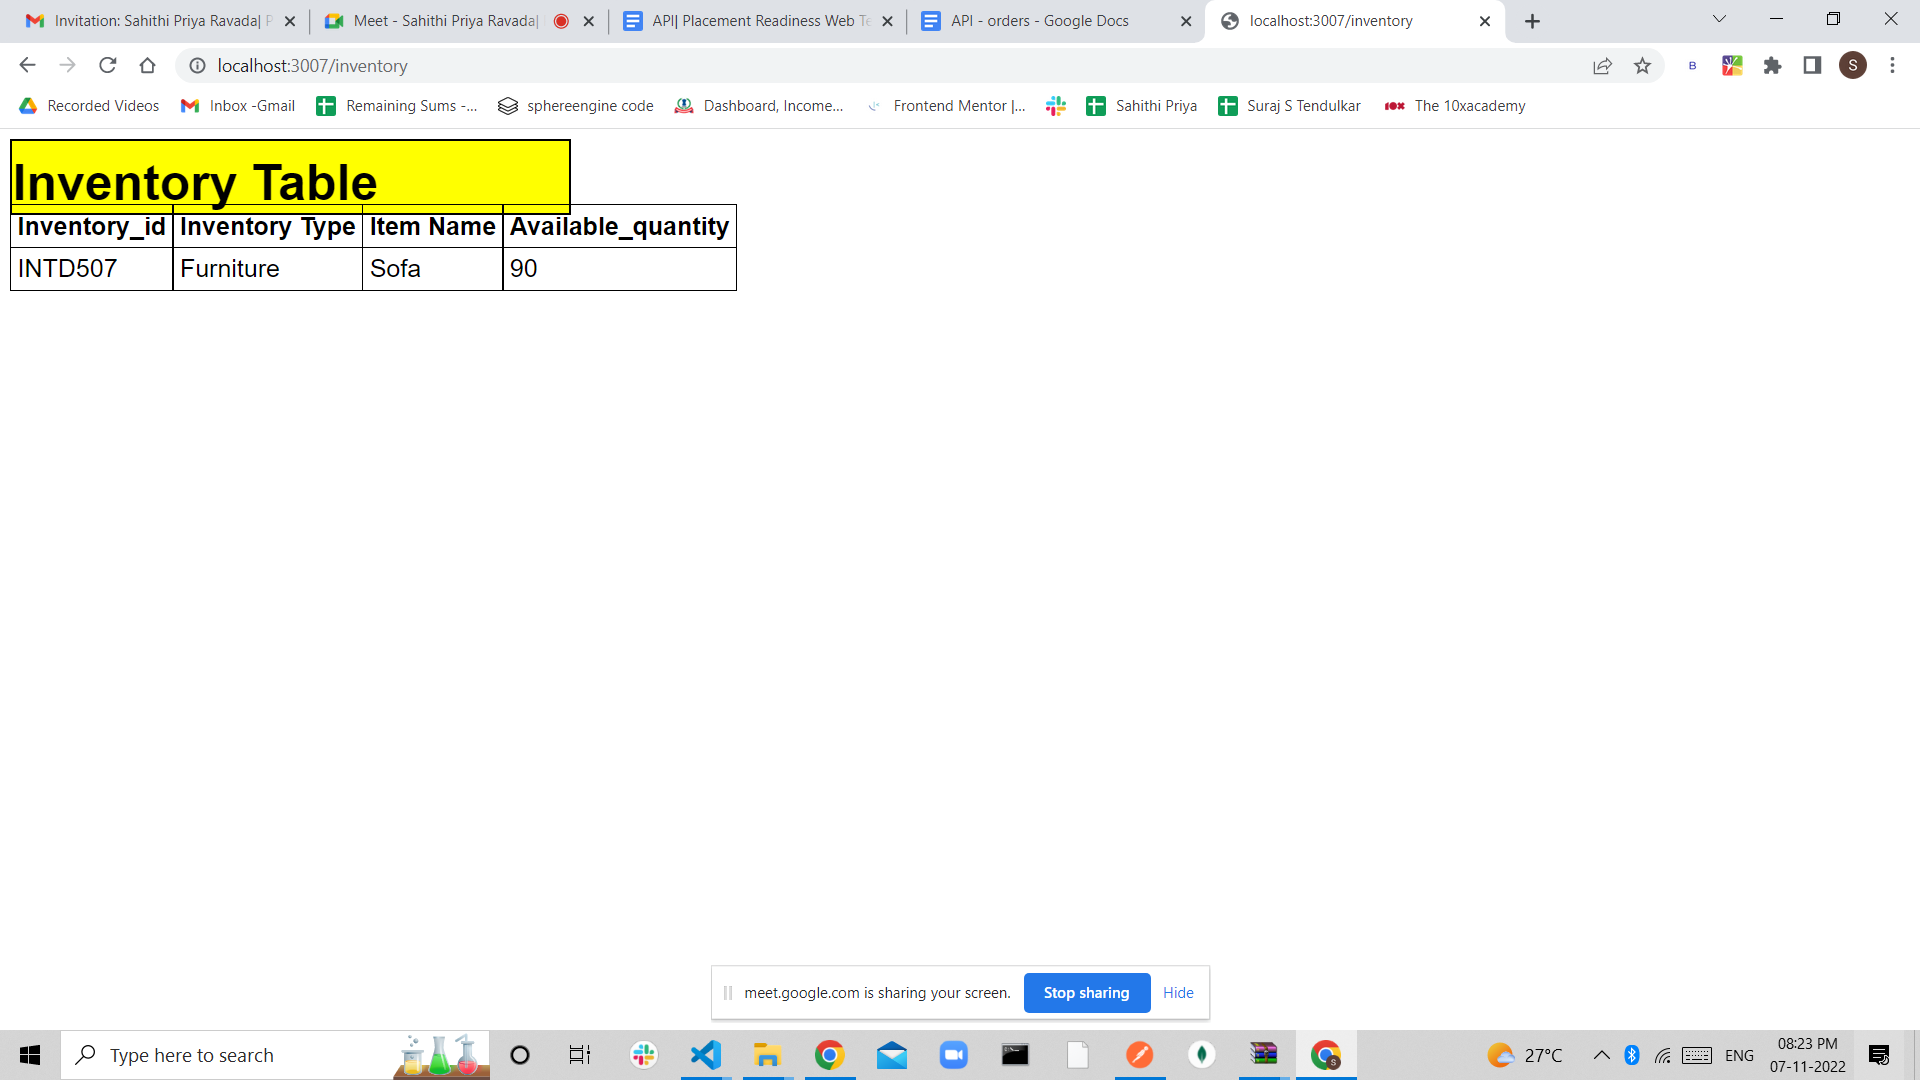 Invitation: Sahithi Priya Ravada| P
Meet - Sahithi Priya Ravada|
API| Placement Readiness Web Te
API - orders - Google Docs
localhost:3007/inventory
localhost:3007/inventory
B
S
Recorded Videos
Inbox -Gmail
Remaining Sums -...
sphereengine code
Dashboard, Income...
Frontend Mentor |...
Sahithi Priya
Suraj S Tendulkar
10x
The 10xacademy
Inventory Table
Inventory_id Inventory Type Item Name Available_quantity
INTD507 Furniture Sofa 90
meet.google.com is sharing your screen.
Stop sharing
Hide
Type here to search
S
27°C
ENG
08:23 PM
07-11-2022